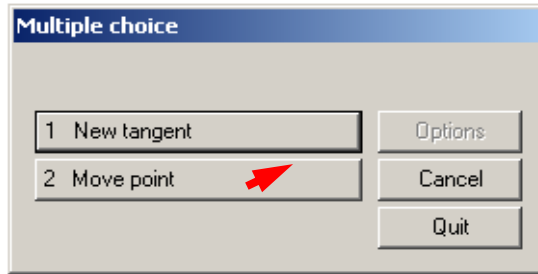 Multiple choice
1 New tangent
Options
2 Move point
Cancel
Quit